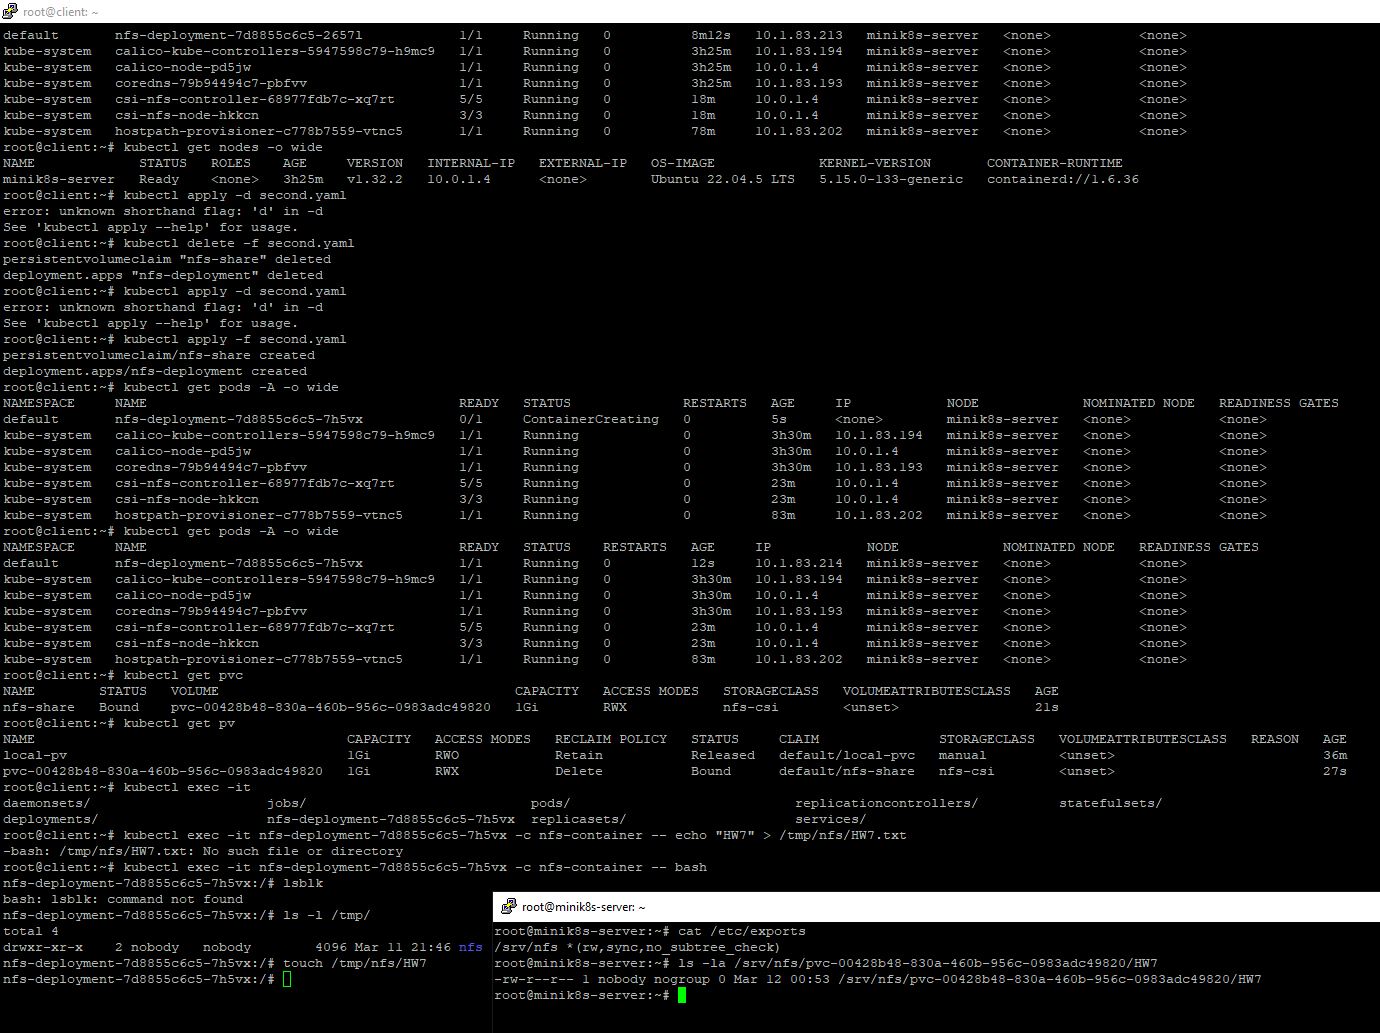 root@client: ~
default       nfs-deployment-7d8855c6c5-2657l            1/1     Running   0          8m12s   10.1.83.213   minik8s-server   <none>           <none>
kube-system   calico-kube-controllers-5947598c79-h9mc9   1/1     Running   0          3h25m   10.1.83.194   minik8s-server   <none>           <none>
kube-system   calico-node-pd5jw                          1/1     Running   0          3h25m   10.0.1.4      minik8s-server   <none>           <none>
kube-system   coredns-79b94494c7-pbfvv                   1/1     Running   0          3h25m   10.1.83.193   minik8s-server   <none>           <none>
kube-system   csi-nfs-controller-68977fdb7c-xq7rt        5/5     Running   0          18m     10.0.1.4      minik8s-server   <none>           <none>
kube-system   csi-nfs-node-hkkcn                         3/3     Running   0          18m     10.0.1.4      minik8s-server   <none>           <none>
kube-system   hostpath-provisioner-c778b7559-vtnc5       1/1     Running   0          78m     10.1.83.202   minik8s-server   <none>           <none>
root@client:~# kubectl get nodes -o wide
NAME             STATUS   ROLES    AGE     VERSION   INTERNAL-IP   EXTERNAL-IP   OS-IMAGE             KERNEL-VERSION       CONTAINER-RUNTIME
minik8s-server   Ready    <none>   3h25m   v1.32.2   10.0.1.4      <none>        Ubuntu 22.04.5 LTS   5.15.0-133-generic   containerd://1.6.36
root@client:~# kubectl apply -d second.yaml
error: unknown shorthand flag: 'd' in -d
See 'kubectl apply --help' for usage.
root@client:~# kubectl delete -f second.yaml
persistentvolumeclaim "nfs-share" deleted
deployment.apps "nfs-deployment" deleted
root@client:~# kubectl apply -d second.yaml
error: unknown shorthand flag: 'd' in -d
See 'kubectl apply --help' for usage.
root@client:~# kubectl apply -f second.yaml
persistentvolumeclaim/nfs-share created
deployment.apps/nfs-deployment created
root@client:~# kubectl get pods -A -o wide
NAMESPACE     NAME                                       READY   STATUS              RESTARTS   AGE     IP            NODE             NOMINATED NODE   READINESS GATES
default       nfs-deployment-7d8855c6c5-7h5vx            0/1     ContainerCreating   0          5s      <none>        minik8s-server   <none>           <none>
kube-system   calico-kube-controllers-5947598c79-h9mc9   1/1     Running             0          3h30m   10.1.83.194   minik8s-server   <none>           <none>
kube-system   calico-node-pd5jw                          1/1     Running             0          3h30m   10.0.1.4      minik8s-server   <none>           <none>
kube-system   coredns-79b94494c7-pbfvv                   1/1     Running             0          3h30m   10.1.83.193   minik8s-server   <none>           <none>
kube-system   csi-nfs-controller-68977fdb7c-xq7rt        5/5     Running             0          23m     10.0.1.4      minik8s-server   <none>           <none>
kube-system   csi-nfs-node-hkkcn                         3/3     Running             0          23m     10.0.1.4      minik8s-server   <none>           <none>
kube-system   hostpath-provisioner-c778b7559-vtnc5       1/1     Running             0          83m     10.1.83.202   minik8s-server   <none>           <none>
root@client:~# kubectl get pods -A -o wide
NAMESPACE     NAME                                       READY   STATUS    RESTARTS   AGE     IP            NODE             NOMINATED NODE   READINESS GATES
default       nfs-deployment-7d8855c6c5-7h5vx            1/1     Running   0          12s     10.1.83.214   minik8s-server   <none>           <none>
kube-system   calico-kube-controllers-5947598c79-h9mc9   1/1     Running   0          3h30m   10.1.83.194   minik8s-server   <none>           <none>
kube-system   calico-node-pd5jw                          1/1     Running   0          3h30m   10.0.1.4      minik8s-server   <none>           <none>
kube-system   coredns-79b94494c7-pbfvv                   1/1     Running   0          3h30m   10.1.83.193   minik8s-server   <none>           <none>
kube-system   csi-nfs-controller-68977fdb7c-xq7rt        5/5     Running   0          23m     10.0.1.4      minik8s-server   <none>           <none>
kube-system   csi-nfs-node-hkkcn                         3/3     Running   0          23m     10.0.1.4      minik8s-server   <none>           <none>
kube-system   hostpath-provisioner-c778b7559-vtnc5       1/1     Running   0          83m     10.1.83.202   minik8s-server   <none>           <none>
root@client:~# kubectl get pvc
NAME        STATUS   VOLUME                                     CAPACITY   ACCESS MODES   STORAGECLASS   VOLUMEATTRIBUTESCLASS   AGE
nfs-share   Bound    pvc-00428b48-830a-460b-956c-0983adc49820   1Gi        RWX            nfs-csi        <unset>                 21s
root@client:~# kubectl get pv
NAME                                       CAPACITY   ACCESS MODES   RECLAIM POLICY   STATUS     CLAIM               STORAGECLASS   VOLUMEATTRIBUTESCLASS   REASON   AGE
local-pv                                   1Gi        RWO            Retain           Released   default/local-pvc   manual         <unset>                          36m
pvc-00428b48-830a-460b-956c-0983adc49820   1Gi        RWX            Delete           Bound      default/nfs-share   nfs-csi        <unset>                          27s
root@client:~# kubectl exec -it
daemonsets/                      jobs/                            pods/                            replicationcontrollers/          statefulsets/
deployments/                     nfs-deployment-7d8855c6c5-7h5vx  replicasets/                     services/
root@client:~# kubectl exec -it nfs-deployment-7d8855c6c5-7h5vx -c nfs-container -- echo "HW7" > /tmp/nfs/HW7.txt
-bash: /tmp/nfs/HW7.txt: No such file or directory
root@client:~# kubectl exec -it nfs-deployment-7d8855c6c5-7h5vx -c nfs-container -- bash
nfs-deployment-7d8855c6c5-7h5vx:/# lsblk
bash: lsblk: command not found
nfs-deployment-7d8855c6c5-7h5vx:/# ls -l /tmp/
total 4
drwxr-xr-x    2 nobody   nobody        4096 Mar 11 21:46 nfs
nfs-deployment-7d8855c6c5-7h5vx:/# touch /tmp/nfs/HW7
nfs-deployment-7d8855c6c5-7h5vx:/#
root@minik8s-server: ~
root@minik8s-server:~# cat /etc/exports
/srv/nfs *(rw,sync,no_subtree_check)
root@minik8s-server:~# ls -la /srv/nfs/pvc-00428b48-830a-460b-956c-0983adc49820/HW7
-rw-r--r-- 1 nobody nogroup 0 Mar 12 00:53 /srv/nfs/pvc-00428b48-830a-460b-956c-0983adc49820/HW7
root@minik8s-server:~#